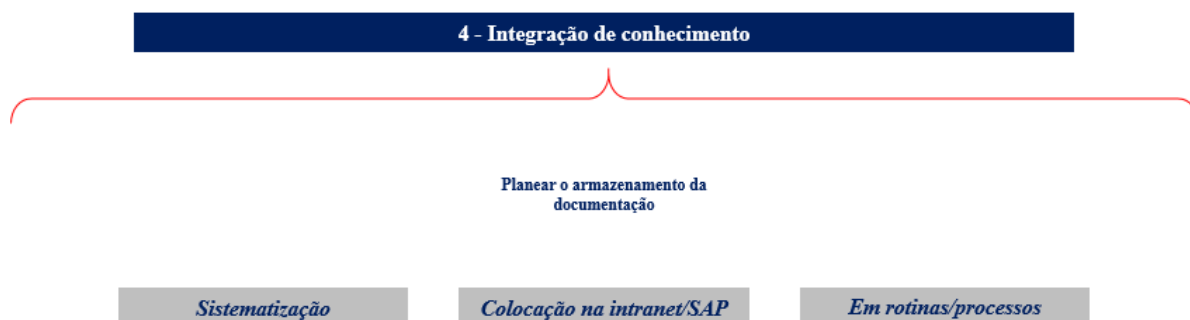 4 - Integração de conhecimento
Planear o armazenamento da
documentação
Sistematização
Colocação na intranet/SAP
Em rotinas/processos